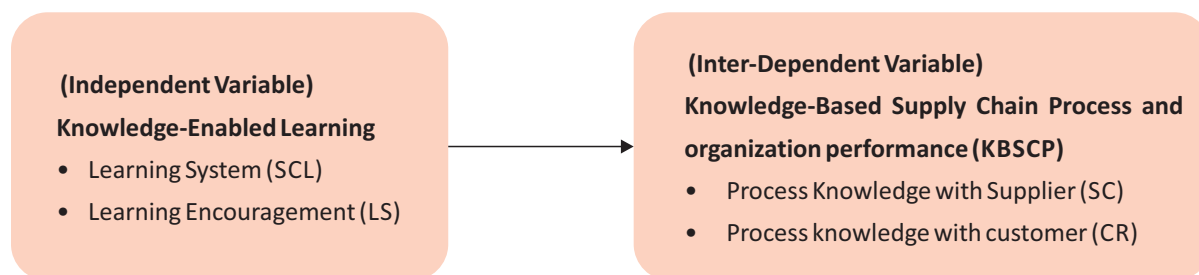 (Independent Variable)
Knowledge-Enabled Learning
• Learning System (SCL)
• Learning Encouragement (LS)
(Inter-Dependent Variable)
Knowledge-Based Supply Chain Process and
organization performance (KBSCP)
• Process Knowledge with Supplier (SC)
• Process knowledge with customer (CR)